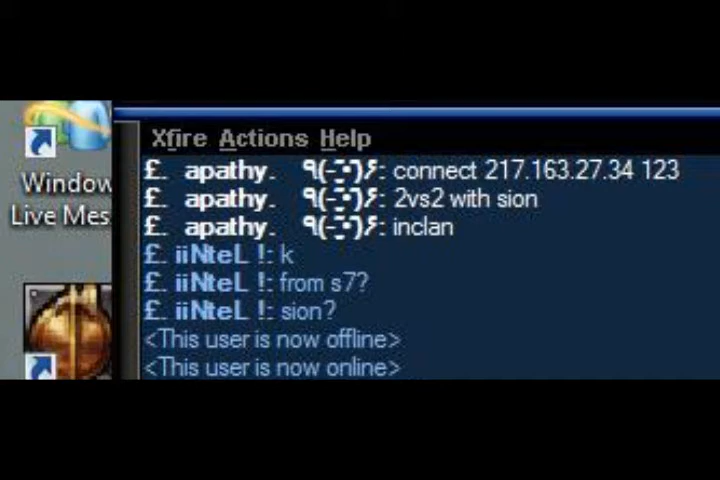 Xfire Actions Help
£. apathy. ٩(-̮̮̃•̃)۶: connect 217.163.27.34 123
£. apathy. ٩(-̮̮̃•̃)۶: 2vs2 with sion
£. apathy. ٩(-̮̮̃•̃)۶: inclan
£. iiNteL !: k
£. iiNteL !: from s7?
£. iiNteL !: sion?
<This user is now offline>
<This user is now online>
Window
Live Mes